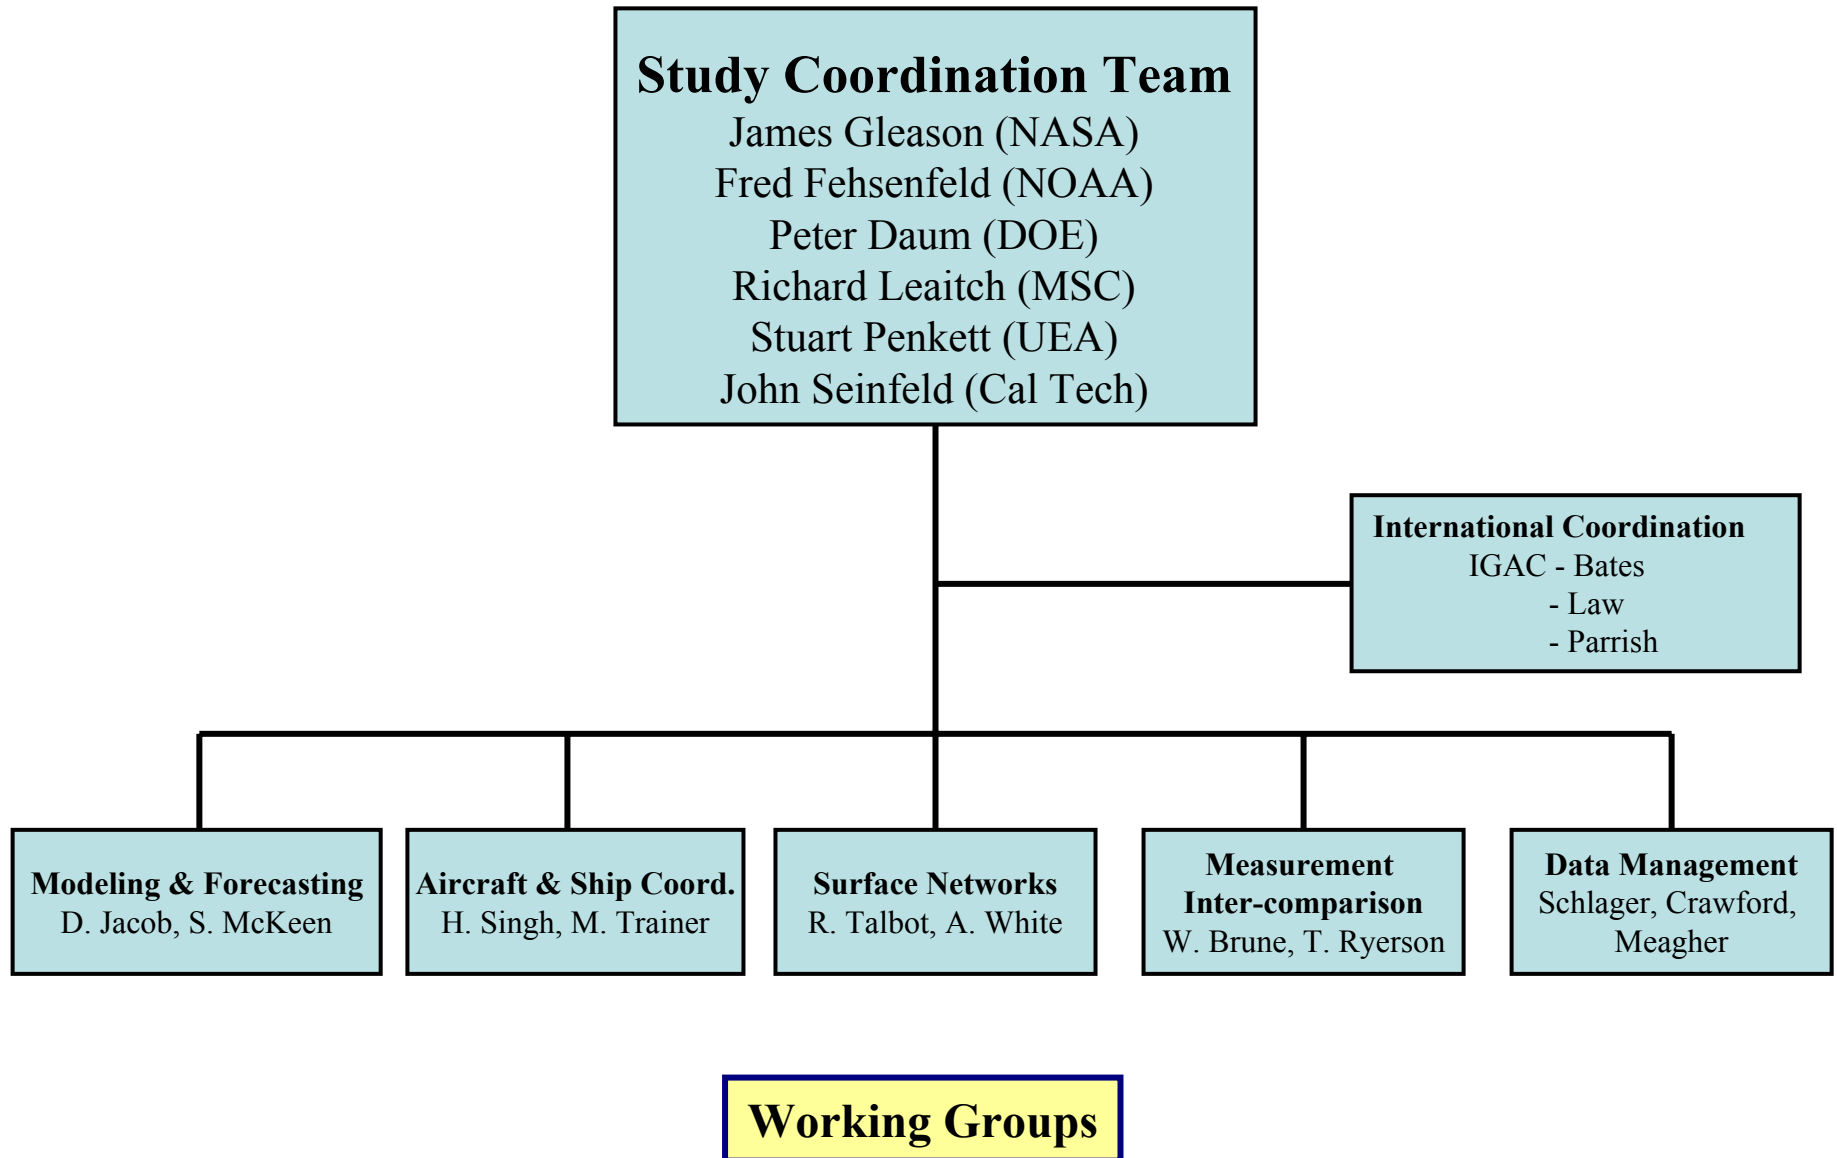 Study Coordination Team
James Gleason (NASA)
Fred Fehsenfeld (NOAA)
Peter Daum (DOE)
Richard Leaitch (MSC)
Stuart Penkett (UEA)
John Seinfeld (Cal Tech)
International Coordination
IGAC - Bates
- Law
- Parrish
Modeling & Forecasting
D. Jacob, S. McKeen
Aircraft & Ship Coord.
H. Singh, M. Trainer
Surface Networks
R. Talbot, A. White
Measurement
Inter-comparison
W. Brune, T. Ryerson
Data Management
Schlager, Crawford,
Meagher
Working Groups